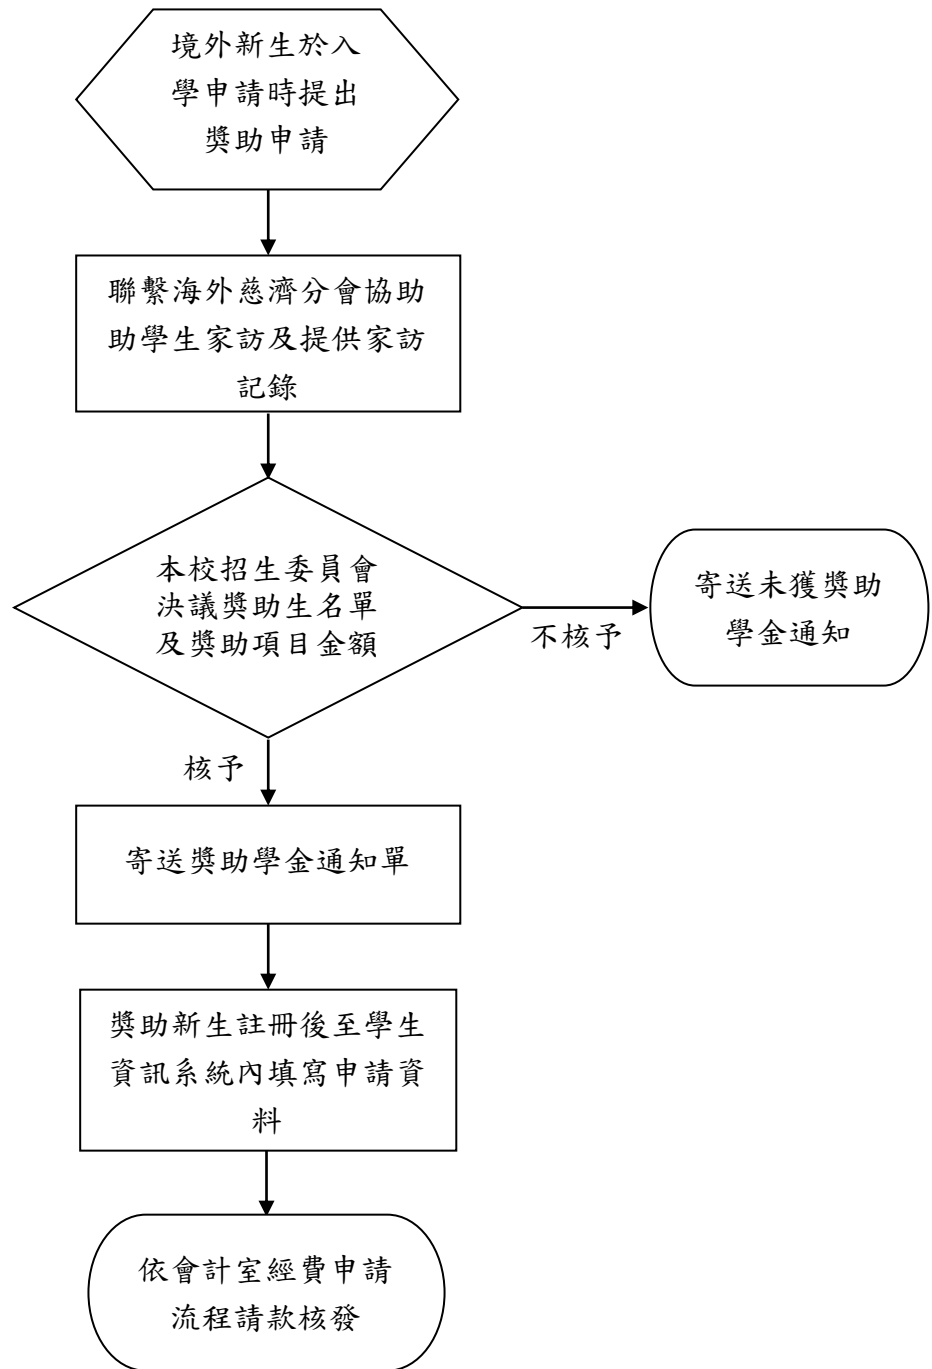 境外新生於入
學申請時提出
獎助申請
聯繫海外慈濟分會協助
助學生家訪及提供家訪
記錄
本校招生委員會
決議獎助生名單
及獎助項目金額
不核予
寄送未獲獎助
學金通知
核予
寄送獎助學金通知單
獎助新生註冊後至學生
資訊系統內填寫申請資
料
依會計室經費申請
流程請款核發